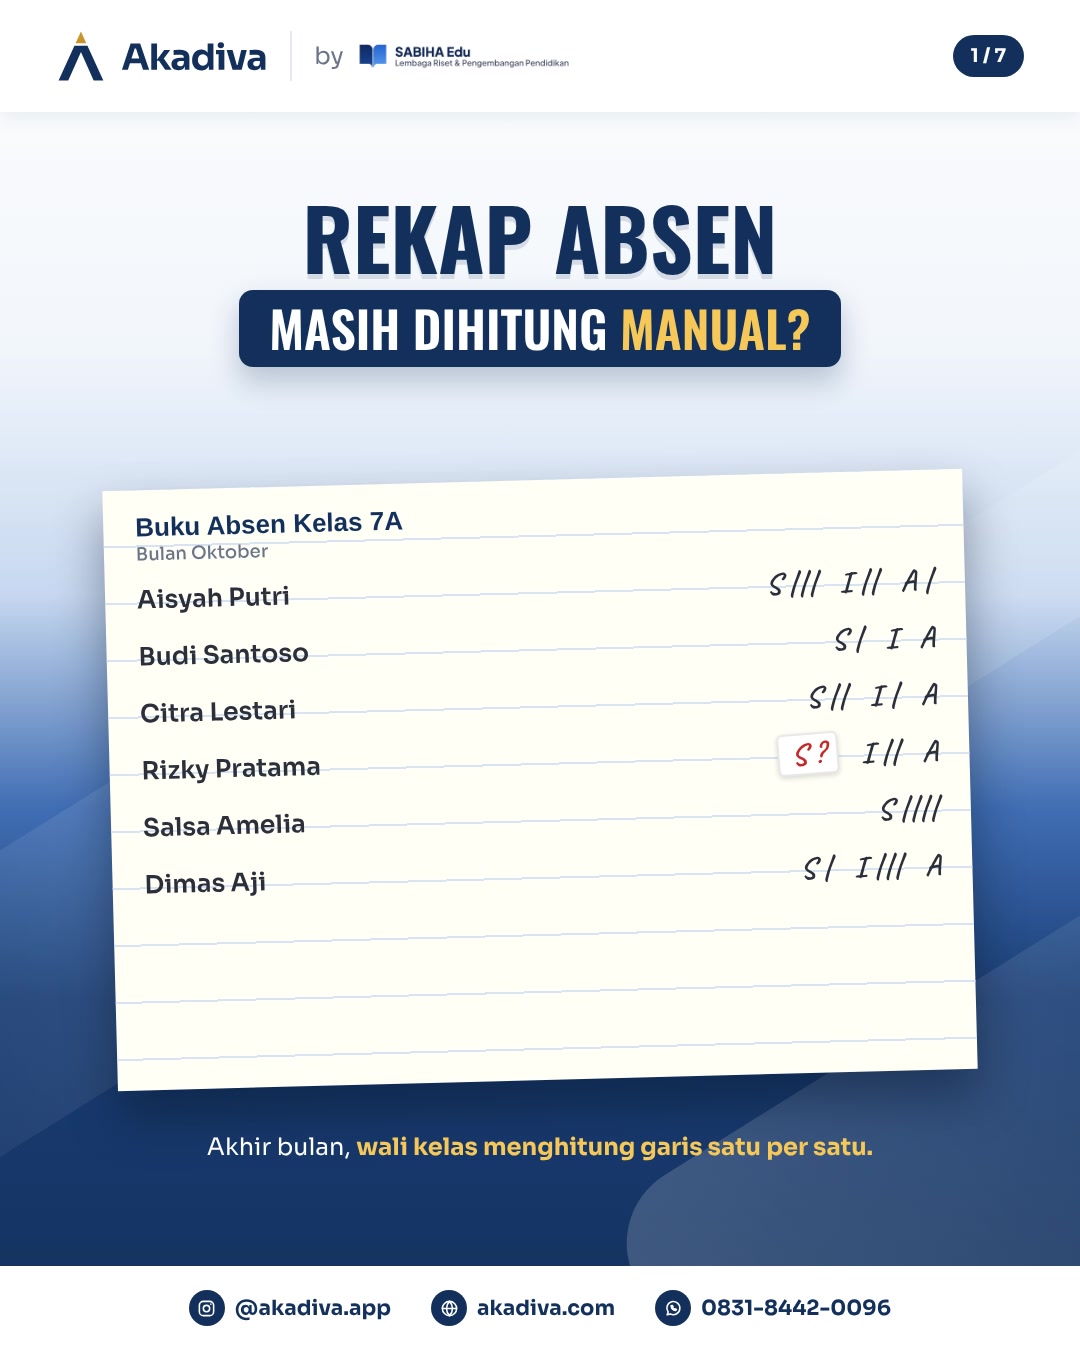 Akadiva by SABIHA Edu
Lembaga Riset & Pengembangan Pendidikan
1 / 7
REKAP ABSEN
MASIH DIHITUNG MANUAL?
Buku Absen Kelas 7A
Bulan Oktober
Aisyah Putri S||| I|| A|
Budi Santoso S| I A
Citra Lestari S|| I| A
Rizky Pratama S? I|| A
Salsa Amelia S||||
Dimas Aji S| I||| A
Akhir bulan, wali kelas menghitung garis satu per satu.
@akadiva.app akadiva.com 0831-8442-0096